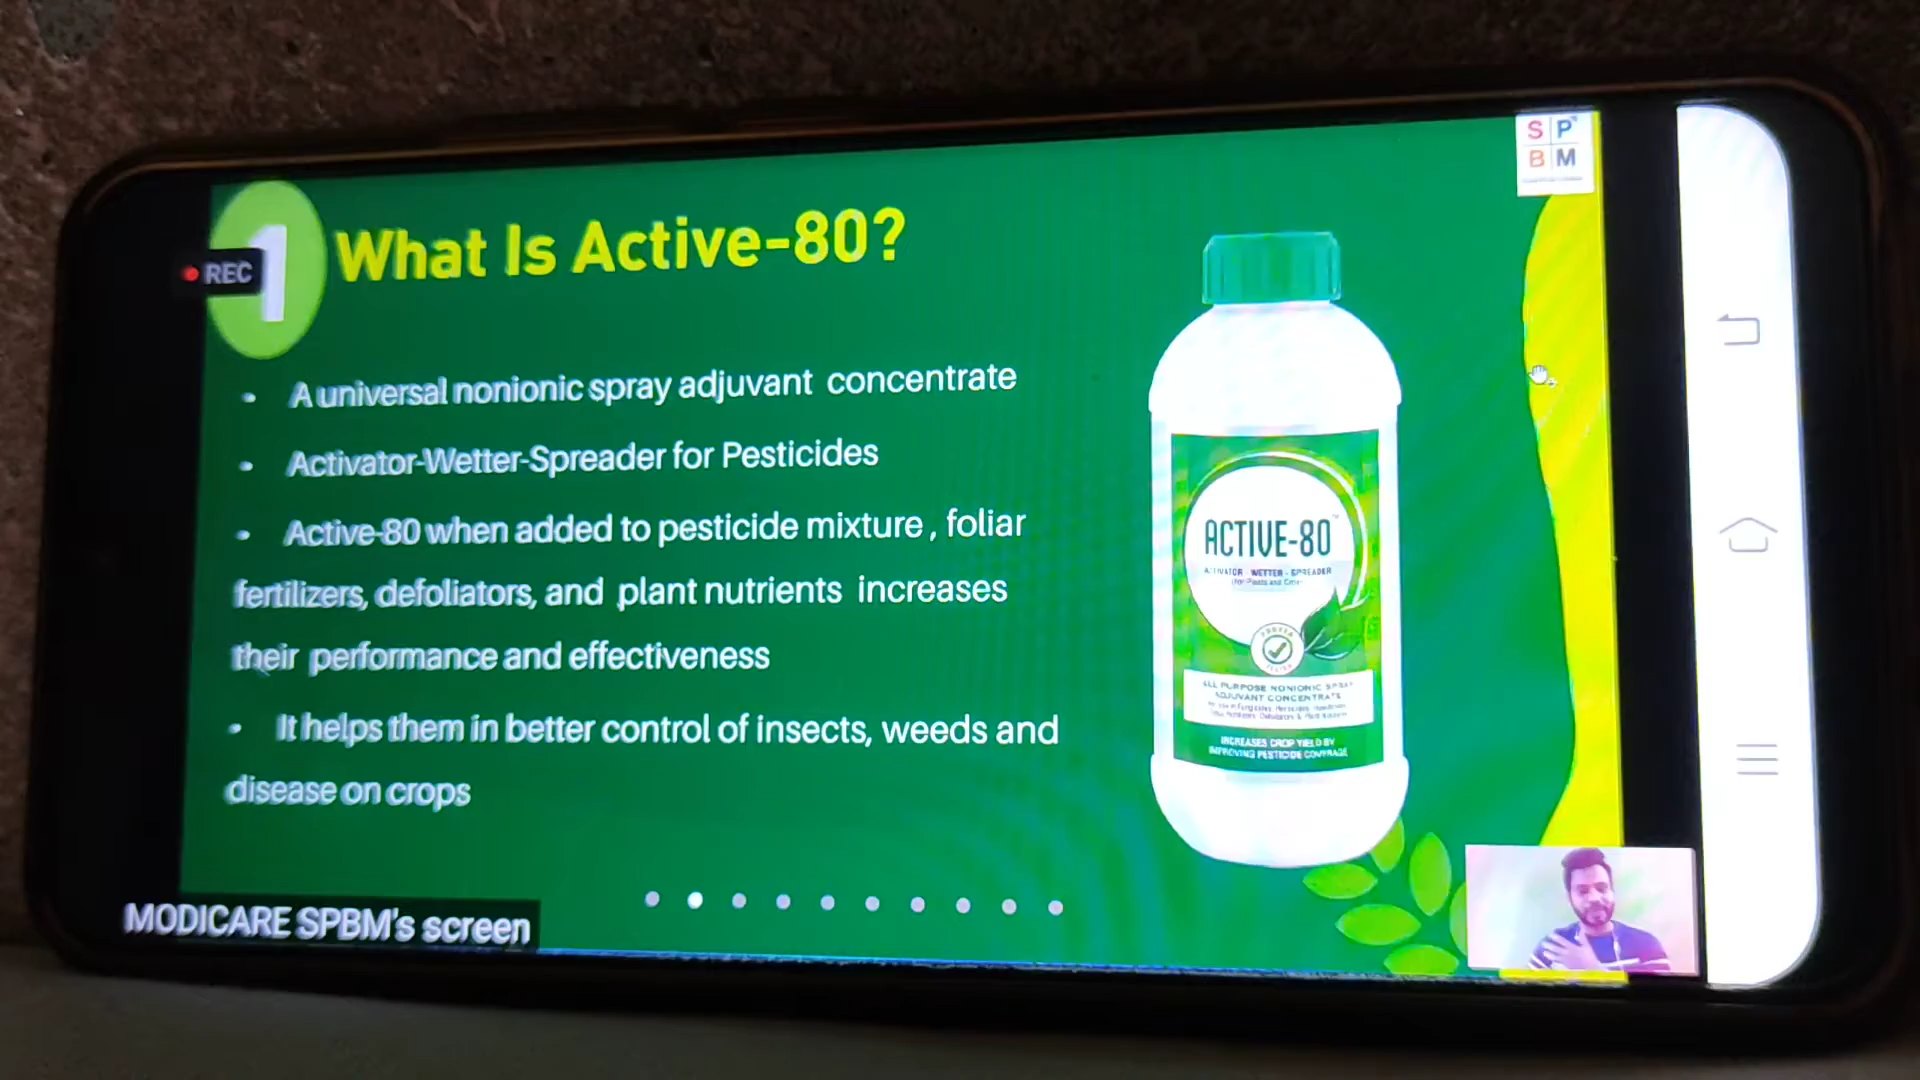 S P
B M
1 What Is Active-80?
REC
• A universal nonionic spray adjuvant concentrate
• Activator-Wetter-Spreader for Pesticides
• Active-80 when added to pesticide mixture , foliar
fertilizers, defoliators, and plant nutrients increases
their performance and effectiveness
• It helps them in better control of insects, weeds and
disease on crops
ACTIVE-80
ACTIVATOR - WETTER - SPREADER
ALL PURPOSE NONIONIC SPRAY
ADJUVANT CONCENTRATE
INCREASES CROP YIELD BY
IMPROVING PESTICIDE COVERAGE
MODICARE SPBM's screen